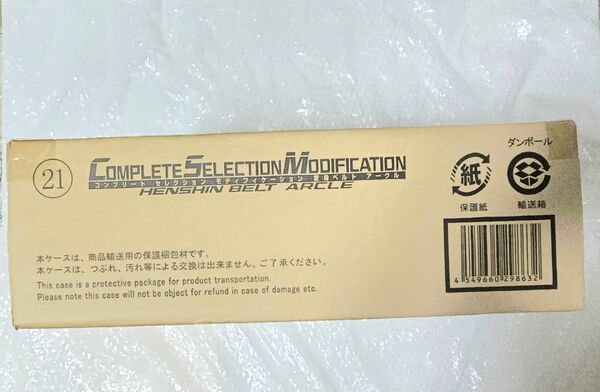 21
COMPLETE SELECTION MODIFICATION
コンプリート セレクション モディフィケーション 変身ベルト アークル
HENSHIN BELT ARCLE
本ケースは、商品輸送用の保護梱包材です。
本ケースは、つぶれ、汚れ等による交換は出来ません。ご了承ください。
This case is a protective package for product transportation.
Please note this case will not be object for refund in case of damage etc.
紙
保護紙
ダンボール
輸送箱
4 549660 298632